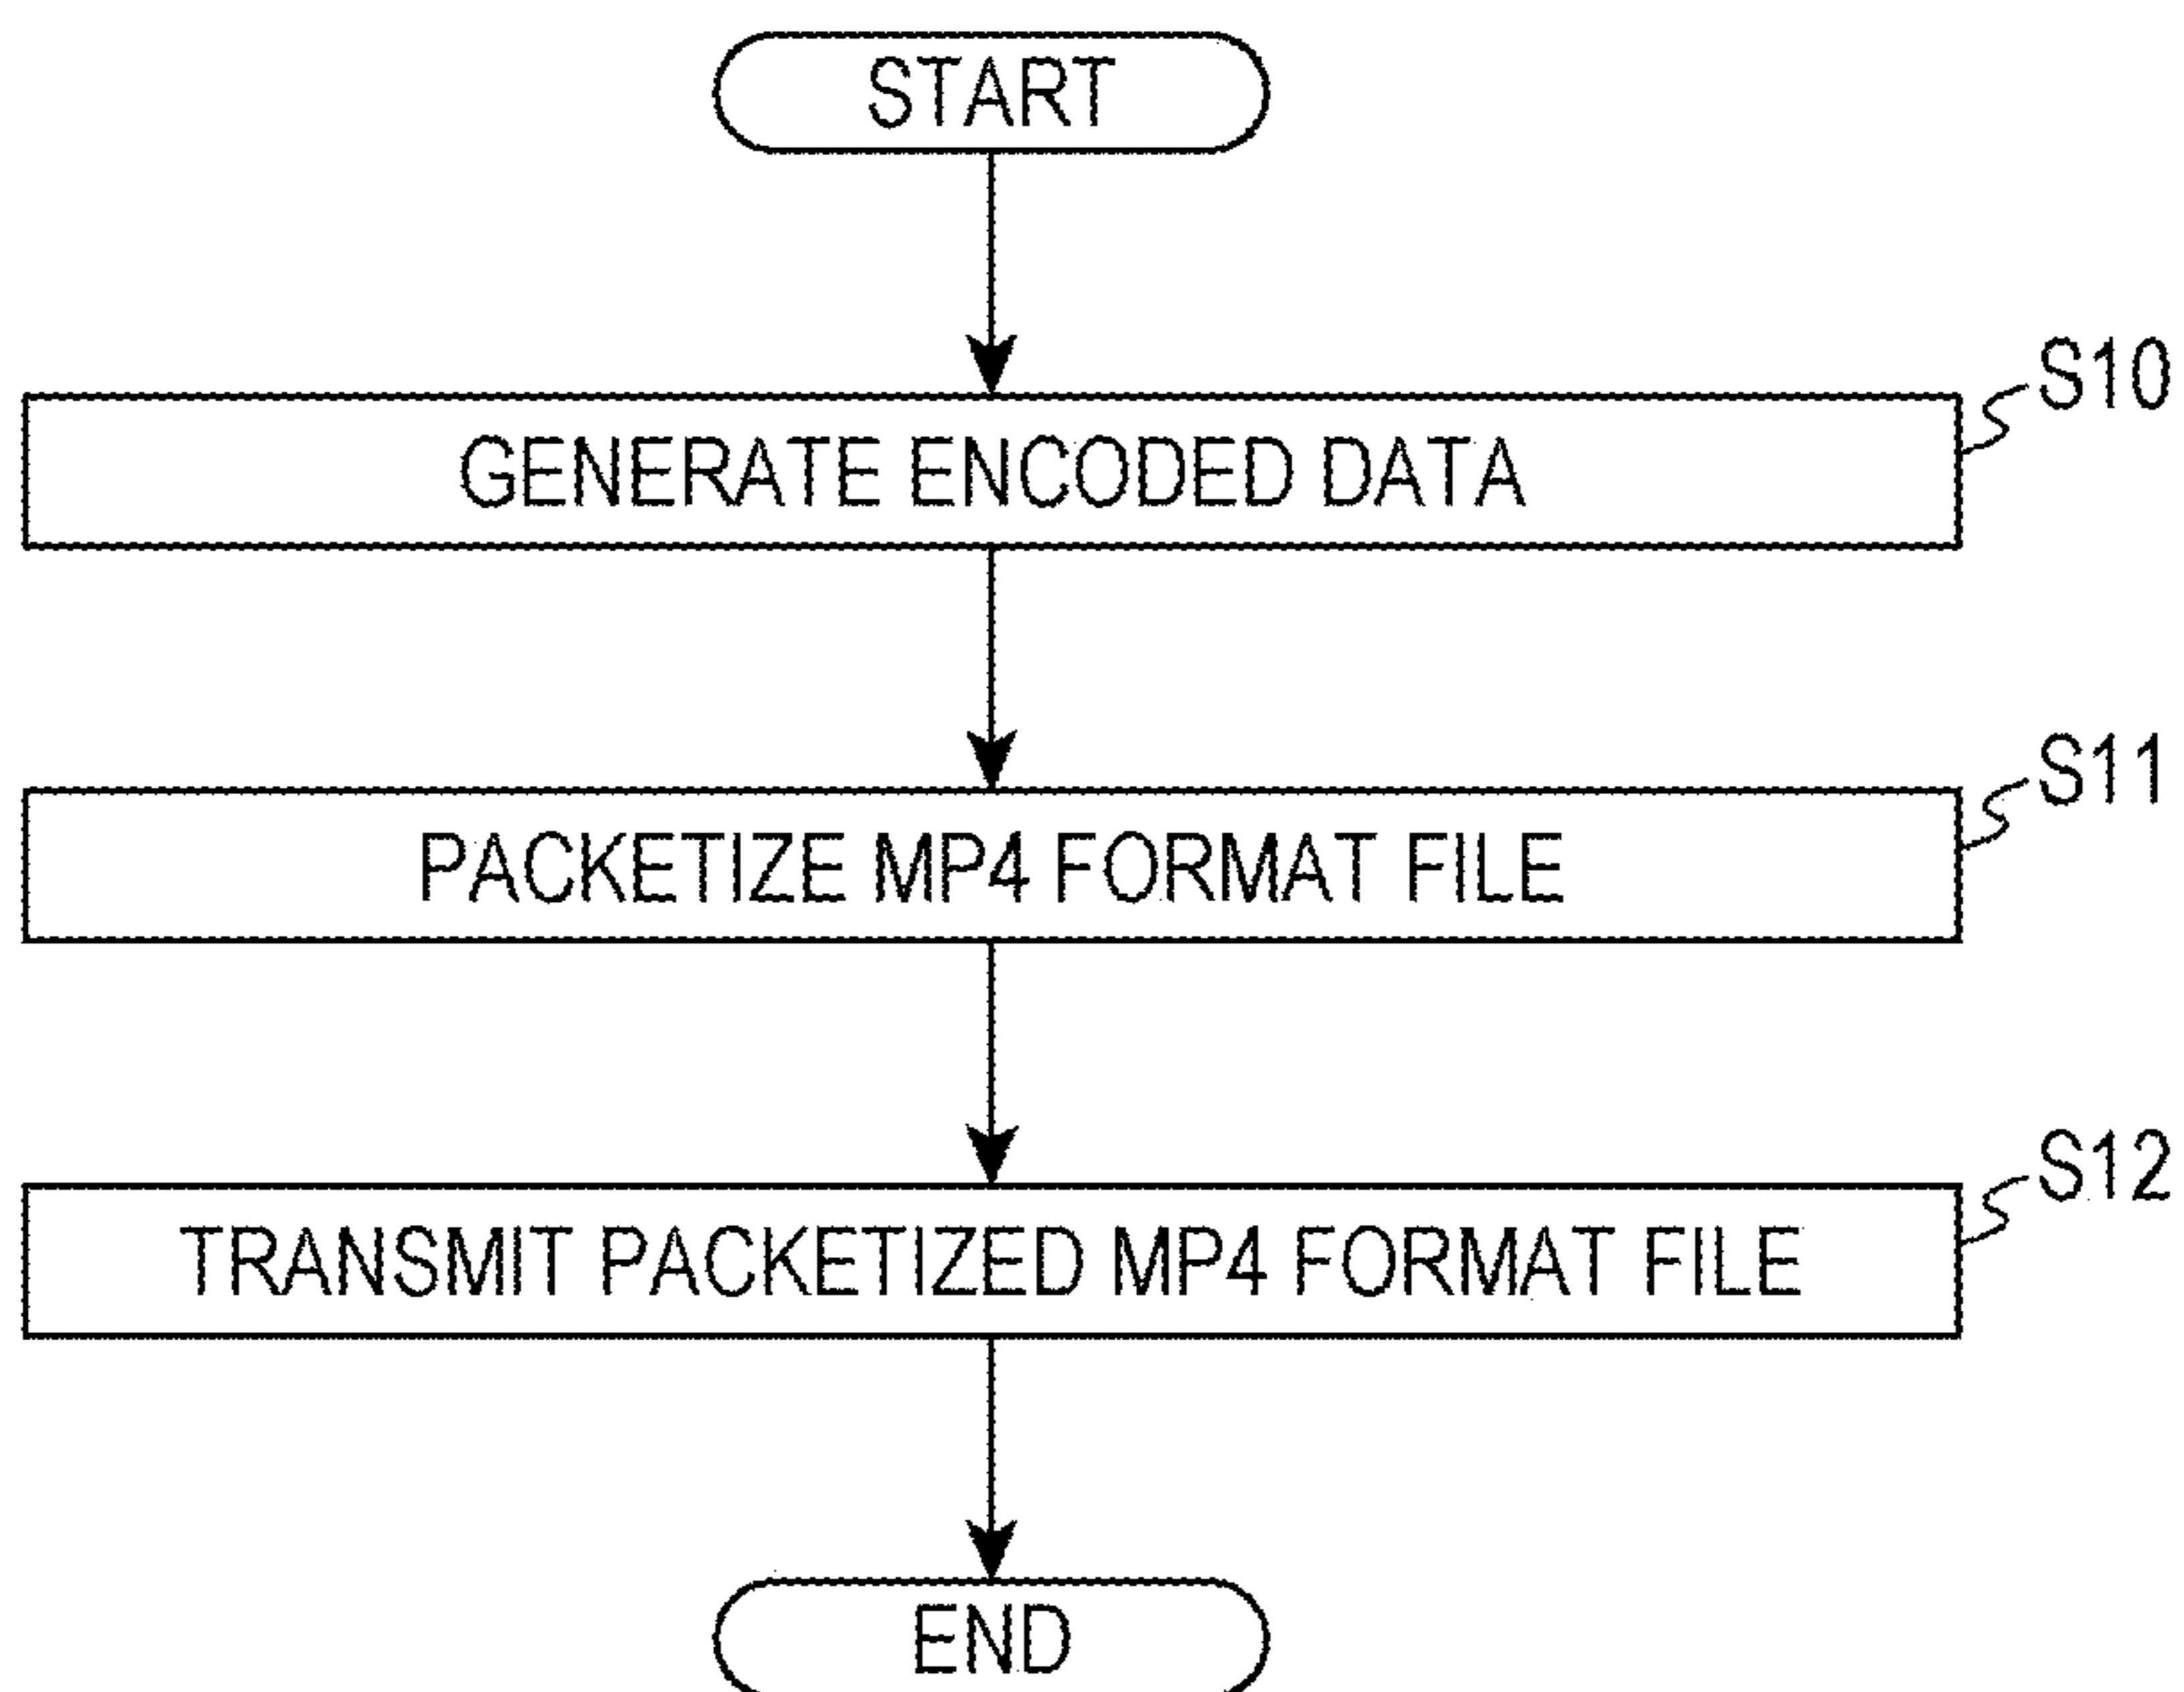 START
S10
GENERATE ENCODED DATA
S11
PACKETIZE MP4 FORMAT FILE
S12
TRANSMIT PACKETIZED MP4 FORMAT FILE
END